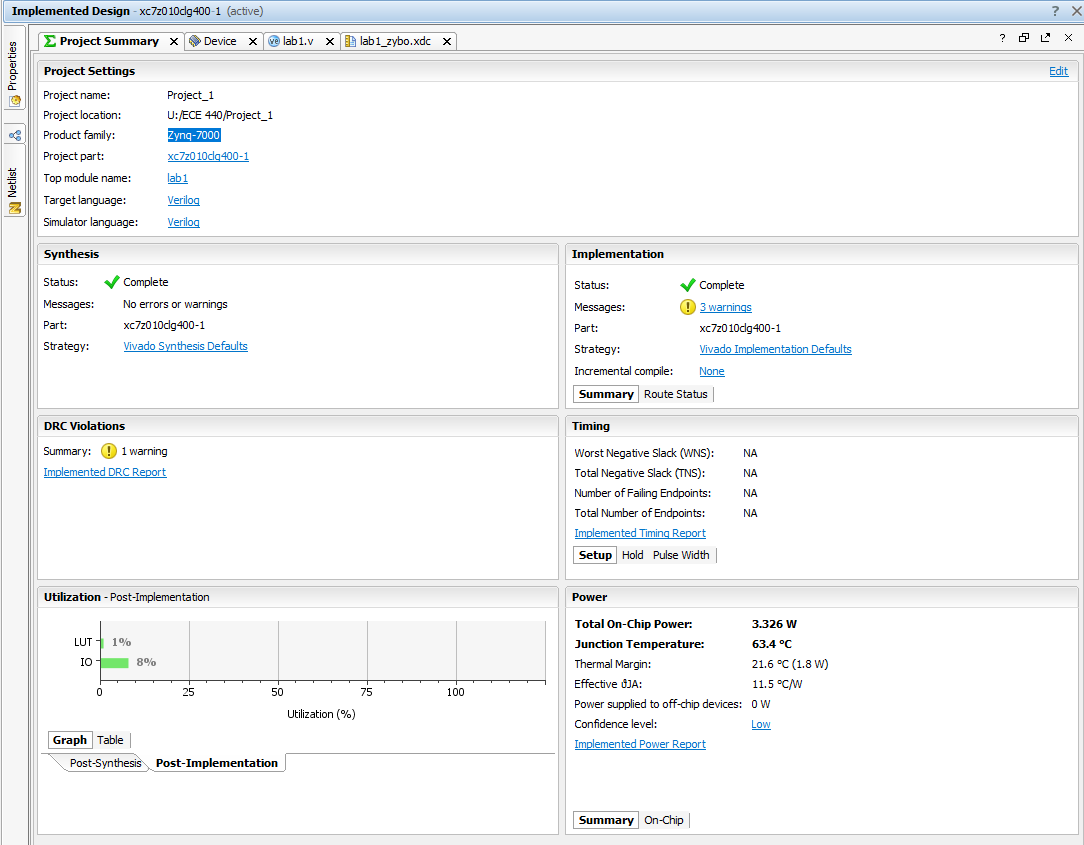 Implemented Design - xc7z010clg400-1 (active)
Properties
Netlist
Project Summary
Device
lab1.v
lab1_zybo.xdc
Project Settings
Edit
Project name: Project_1
Project location: U:/ECE 440/Project_1
Product family: Zynq-7000
Project part: xc7z010clg400-1
Top module name: lab1
Target language: Verilog
Simulator language: Verilog
Synthesis
Status: Complete
Messages: No errors or warnings
Part: xc7z010clg400-1
Strategy: Vivado Synthesis Defaults
Implementation
Status: Complete
Messages: 3 warnings
Part: xc7z010clg400-1
Strategy: Vivado Implementation Defaults
Incremental compile: None
Summary Route Status
DRC Violations
Summary: 1 warning
Implemented DRC Report
Timing
Worst Negative Slack (WNS): NA
Total Negative Slack (TNS): NA
Number of Failing Endpoints: NA
Total Number of Endpoints: NA
Implemented Timing Report
Setup Hold Pulse Width
Utilization - Post-Implementation
LUT 1%
IO 8%
0 25 50 75 100
Utilization (%)
Graph Table
Post-Synthesis Post-Implementation
Power
Total On-Chip Power: 3.326 W
Junction Temperature: 63.4 °C
Thermal Margin: 21.6 °C (1.8 W)
Effective ϑJA: 11.5 °C/W
Power supplied to off-chip devices: 0 W
Confidence level: Low
Implemented Power Report
Summary On-Chip